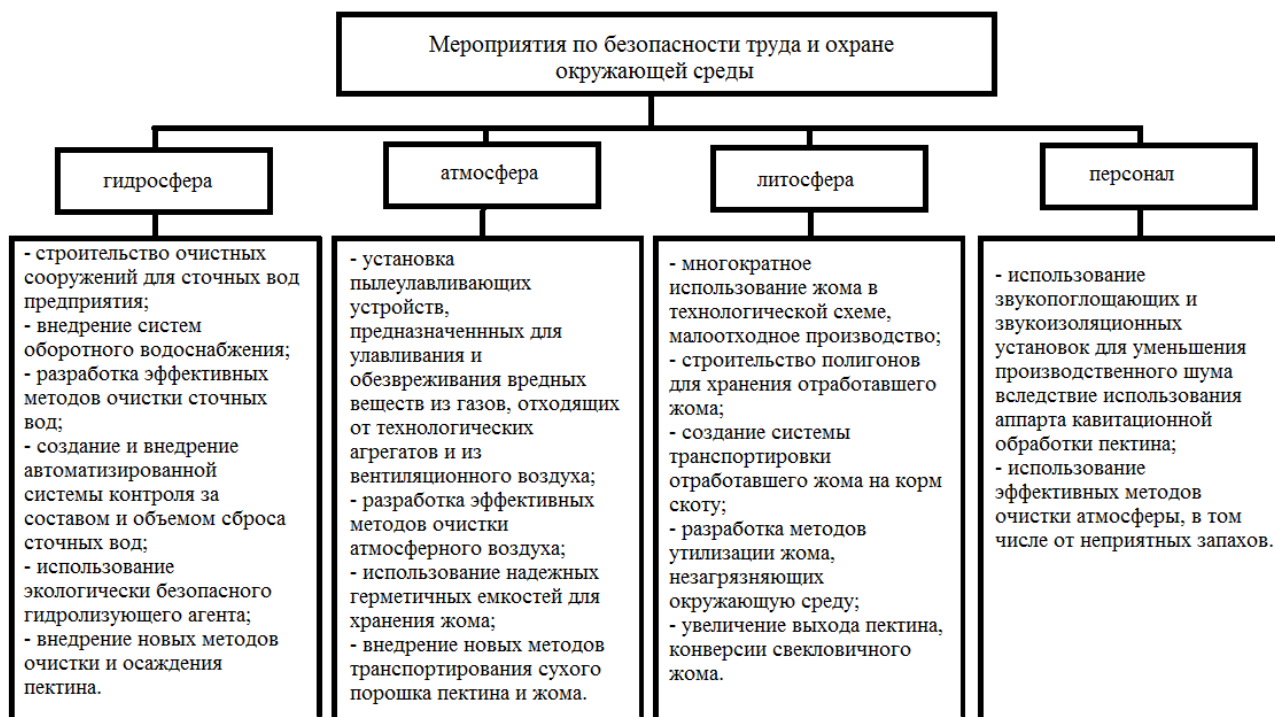 Мероприятия по безопасности труда и охране
окружающей среды
гидросфера
атмосфера
литосфера
персонал
- строительство очистных
сооружений для сточных вод
предприятия;
- внедрение систем
оборотного водоснабжения;
- разработка эффективных
методов очистки сточных
вод;
- создание и внедрение
автоматизированной
системы контроля за
составом и объемом сброса
сточных вод;
- использование
экологически безопасного
гидролизующего агента;
- внедрение новых методов
очистки и осаждения
пектина.
- установка
пылеулавливающих
устройств,
предназначеннных для
улавливания и
обезвреживания вредных
веществ из газов, отходящих
от технологических
агрегатов и из
вентиляционного воздуха;
- разработка эффективных
методов очистки
атмосферного воздуха;
- использование надежных
герметичных емкостей для
хранения жома;
- внедрение новых методов
транспортирования сухого
порошка пектина и жома.
- многократное
использование жома в
технологической схеме,
малоотходное производство;
- строительство полигонов
для хранения отработавшего
жома;
- создание системы
транспортировки
отработавшего жома на корм
скоту;
- разработка методов
утилизации жома,
незагрязняющих
окружающую среду;
- увеличение выхода пектина,
конверсии свекловичного
жома.
- использование
звукопоглощающих и
звукоизоляционных
установок для уменьшения
производственного шума
вследствие использования
аппарта кавитационной
обработки пектина;
- использование
эффективных методов
очистки атмосферы, в том
числе от неприятных запахов.